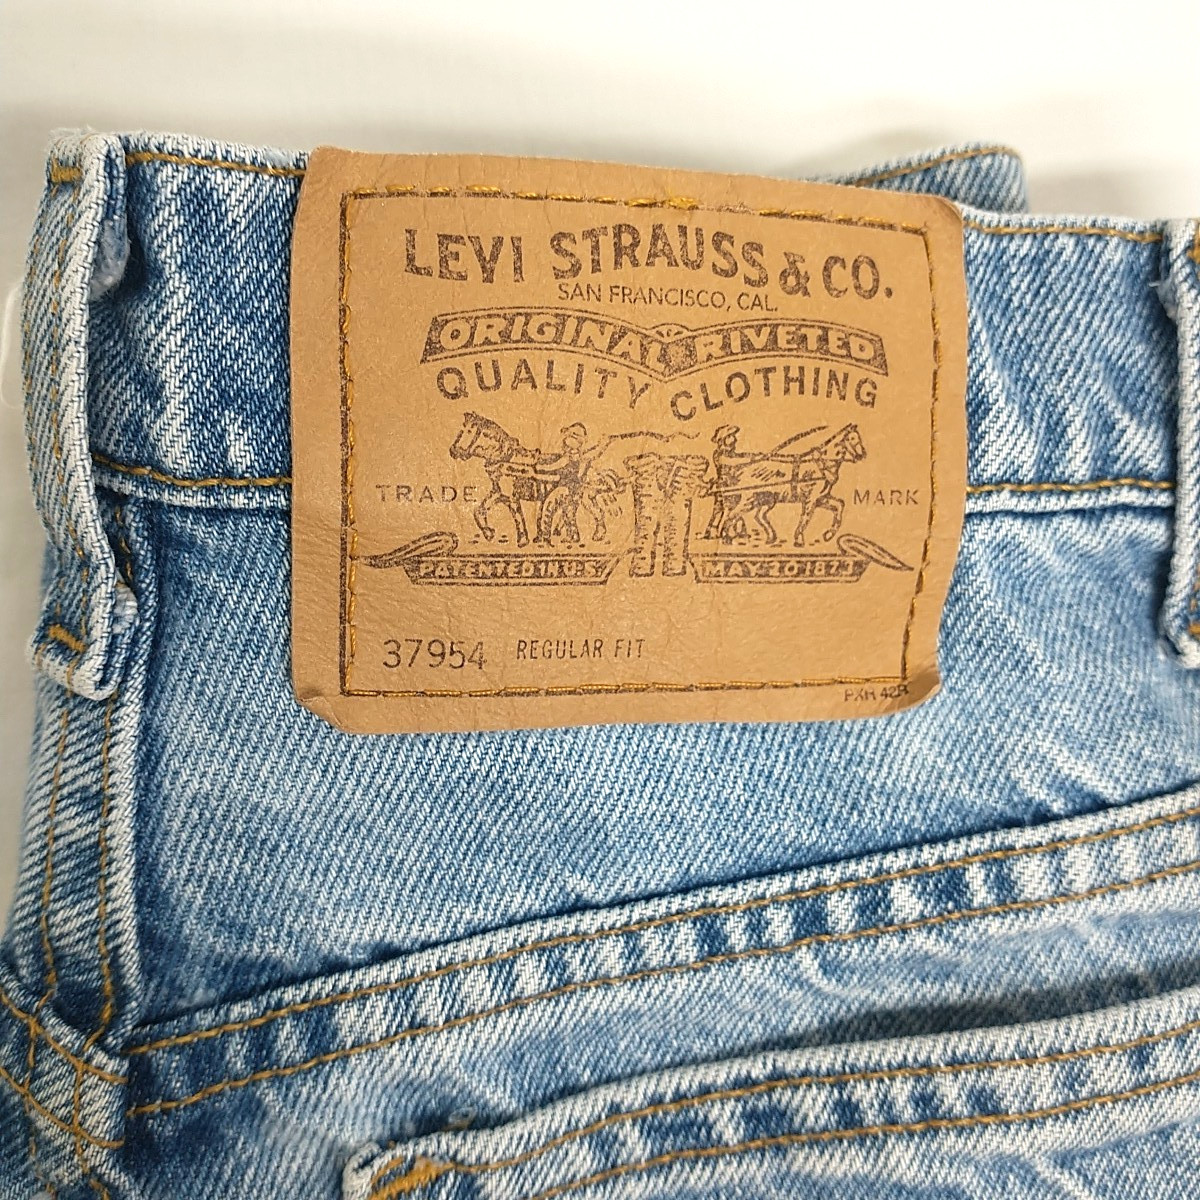 LEVI STRAUSS & CO.
SAN FRANCISCO, CAL.
ORIGINAL RIVETED
QUALITY CLOTHING
TRADE MARK
PATENTED IN U.S. MAY 20 1873
37954 REGULAR FIT